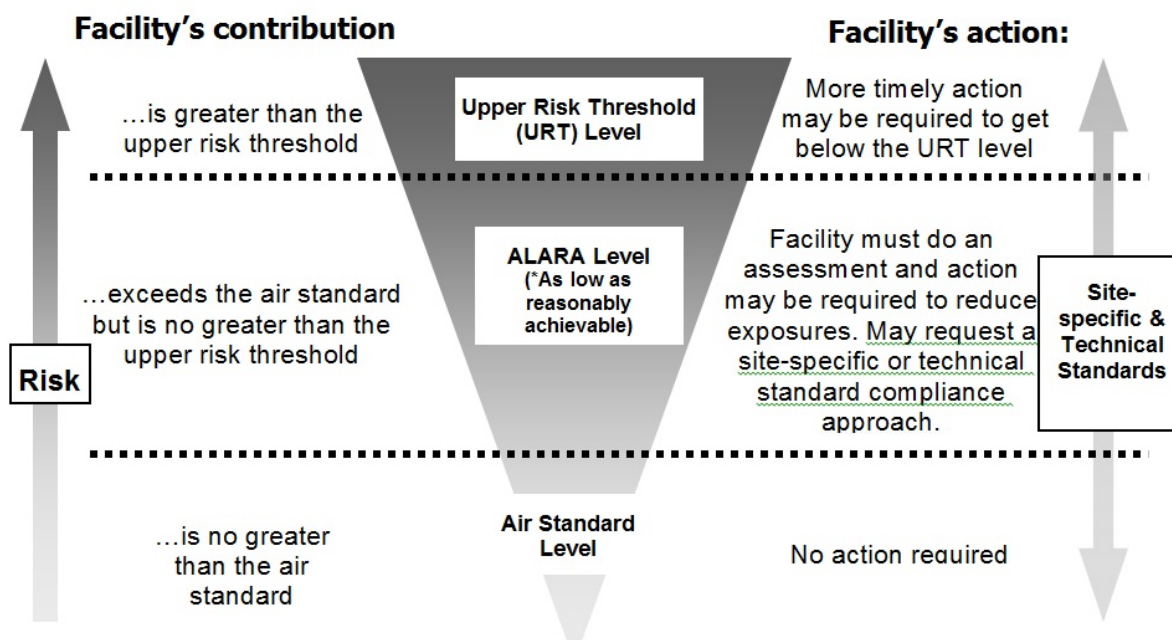 Facility's contribution
Facility's action:
…is greater than the
upper risk threshold
Upper Risk Threshold
(URT) Level
More timely action
may be required to get
below the URT level
…exceeds the air standard
but is no greater than the
upper risk threshold
ALARA Level
(*As low as
reasonably
achievable)
Facility must do an
assessment and action
may be required to reduce
exposures. May request a
site-specific or technical
standard compliance
approach.
Risk
Site-
specific &
Technical
Standards
…is no greater
than the air
standard
Air Standard
Level
No action required